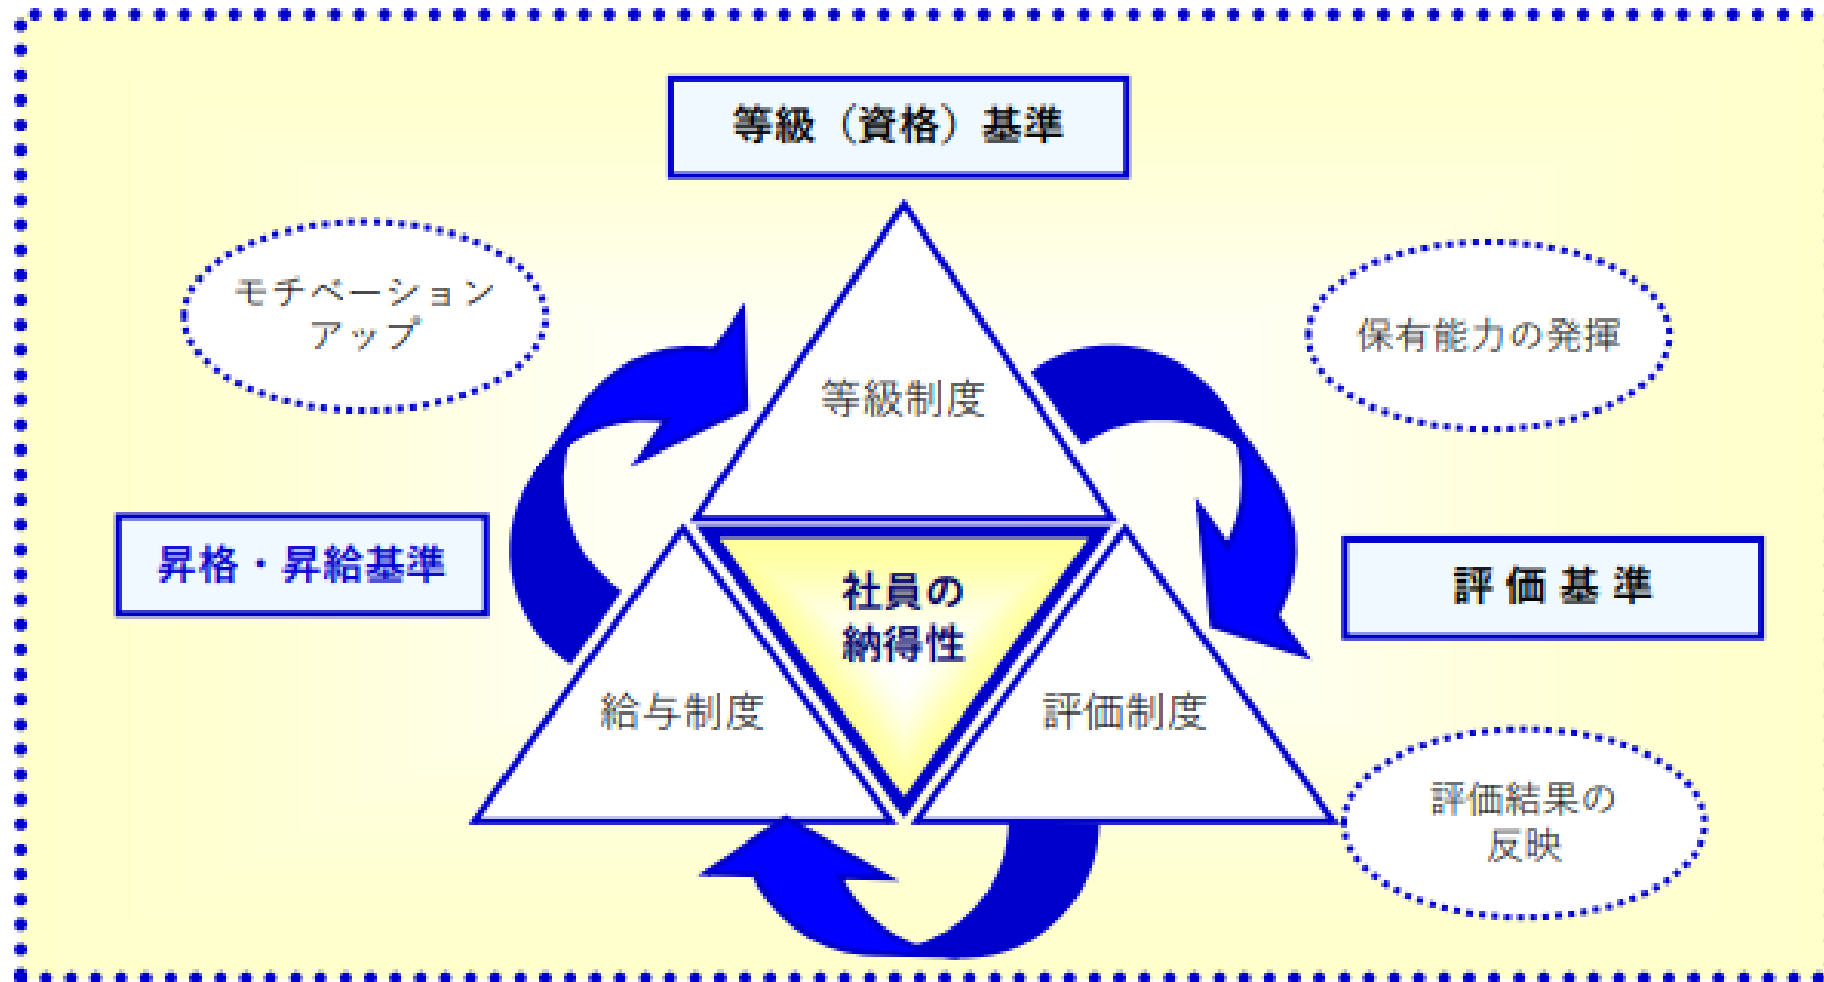 等級（資格）基準
モチベーション
アップ
保有能力の発揮
等級制度
昇格・昇給基準
社員の
納得性
評価基準
給与制度
評価制度
評価結果の
反映